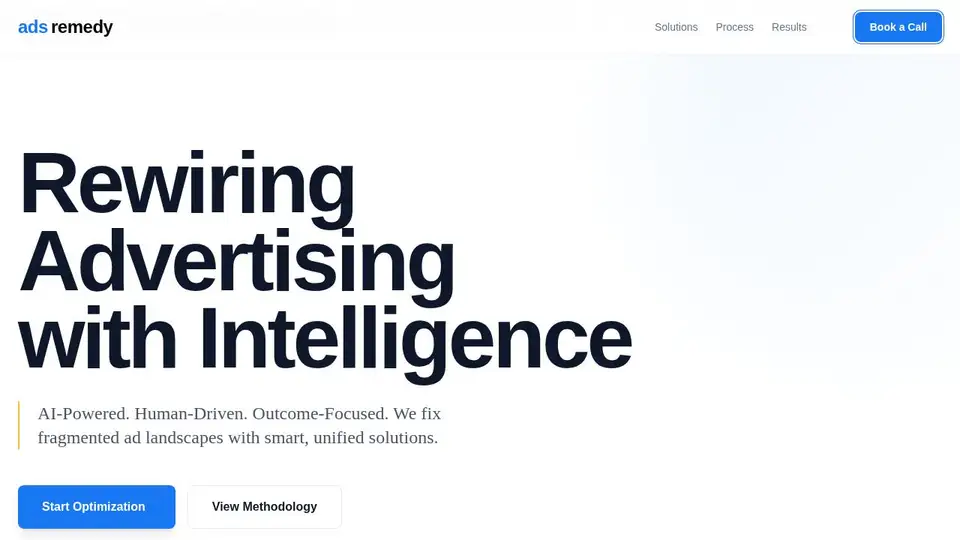 ads remedy
Solutions Process Results Book a Call
Rewiring
Advertising
with Intelligence
AI-Powered. Human-Driven. Outcome-Focused. We fix
fragmented ad landscapes with smart, unified solutions.
Start Optimization View Methodology